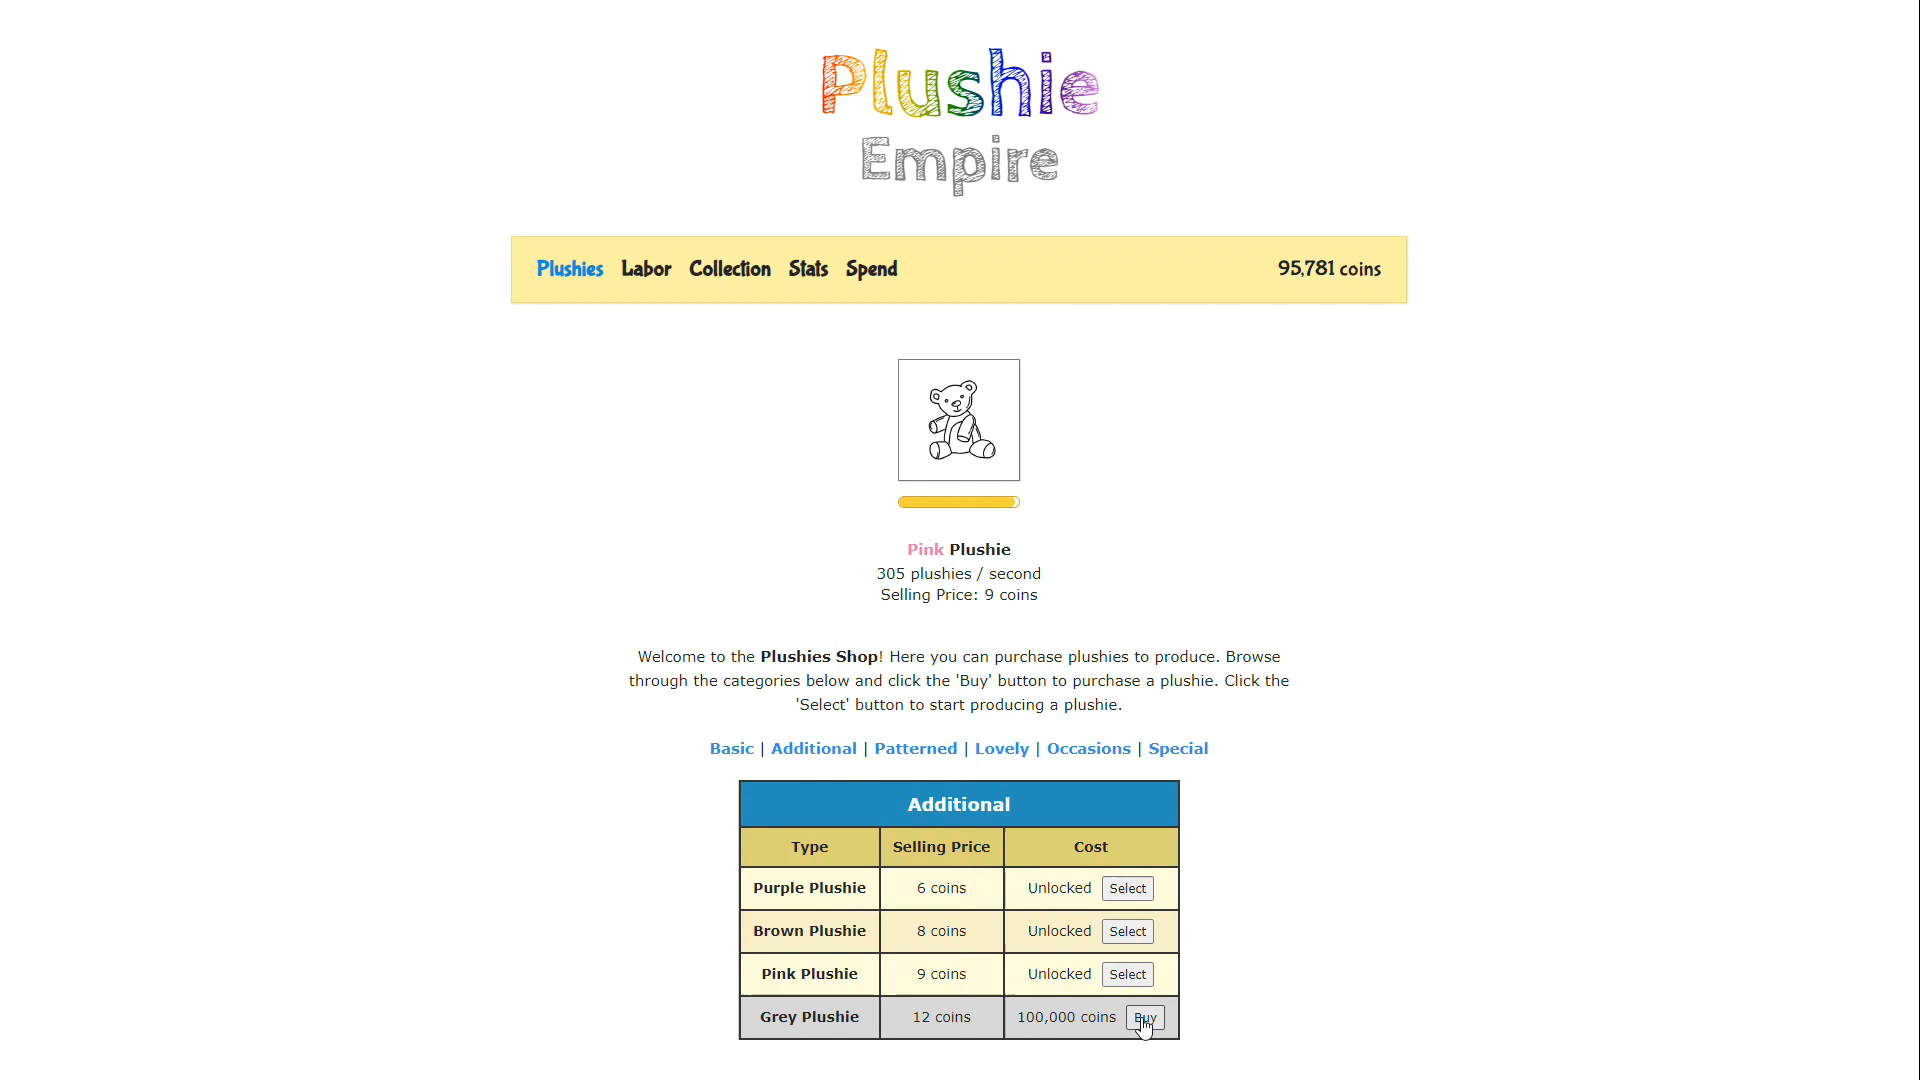 Plushie
Empire
Plushies Labor Collection Stats Spend 95,781 coins
Pink Plushie
305 plushies / second
Selling Price: 9 coins
Welcome to the Plushies Shop! Here you can purchase plushies to produce. Browse
through the categories below and click the 'Buy' button to purchase a plushie. Click the
'Select' button to start producing a plushie.
Basic | Additional | Patterned | Lovely | Occasions | Special
Additional
Type Selling Price Cost
Purple Plushie 6 coins Unlocked Select
Brown Plushie 8 coins Unlocked Select
Pink Plushie 9 coins Unlocked Select
Grey Plushie 12 coins 100,000 coins Buy